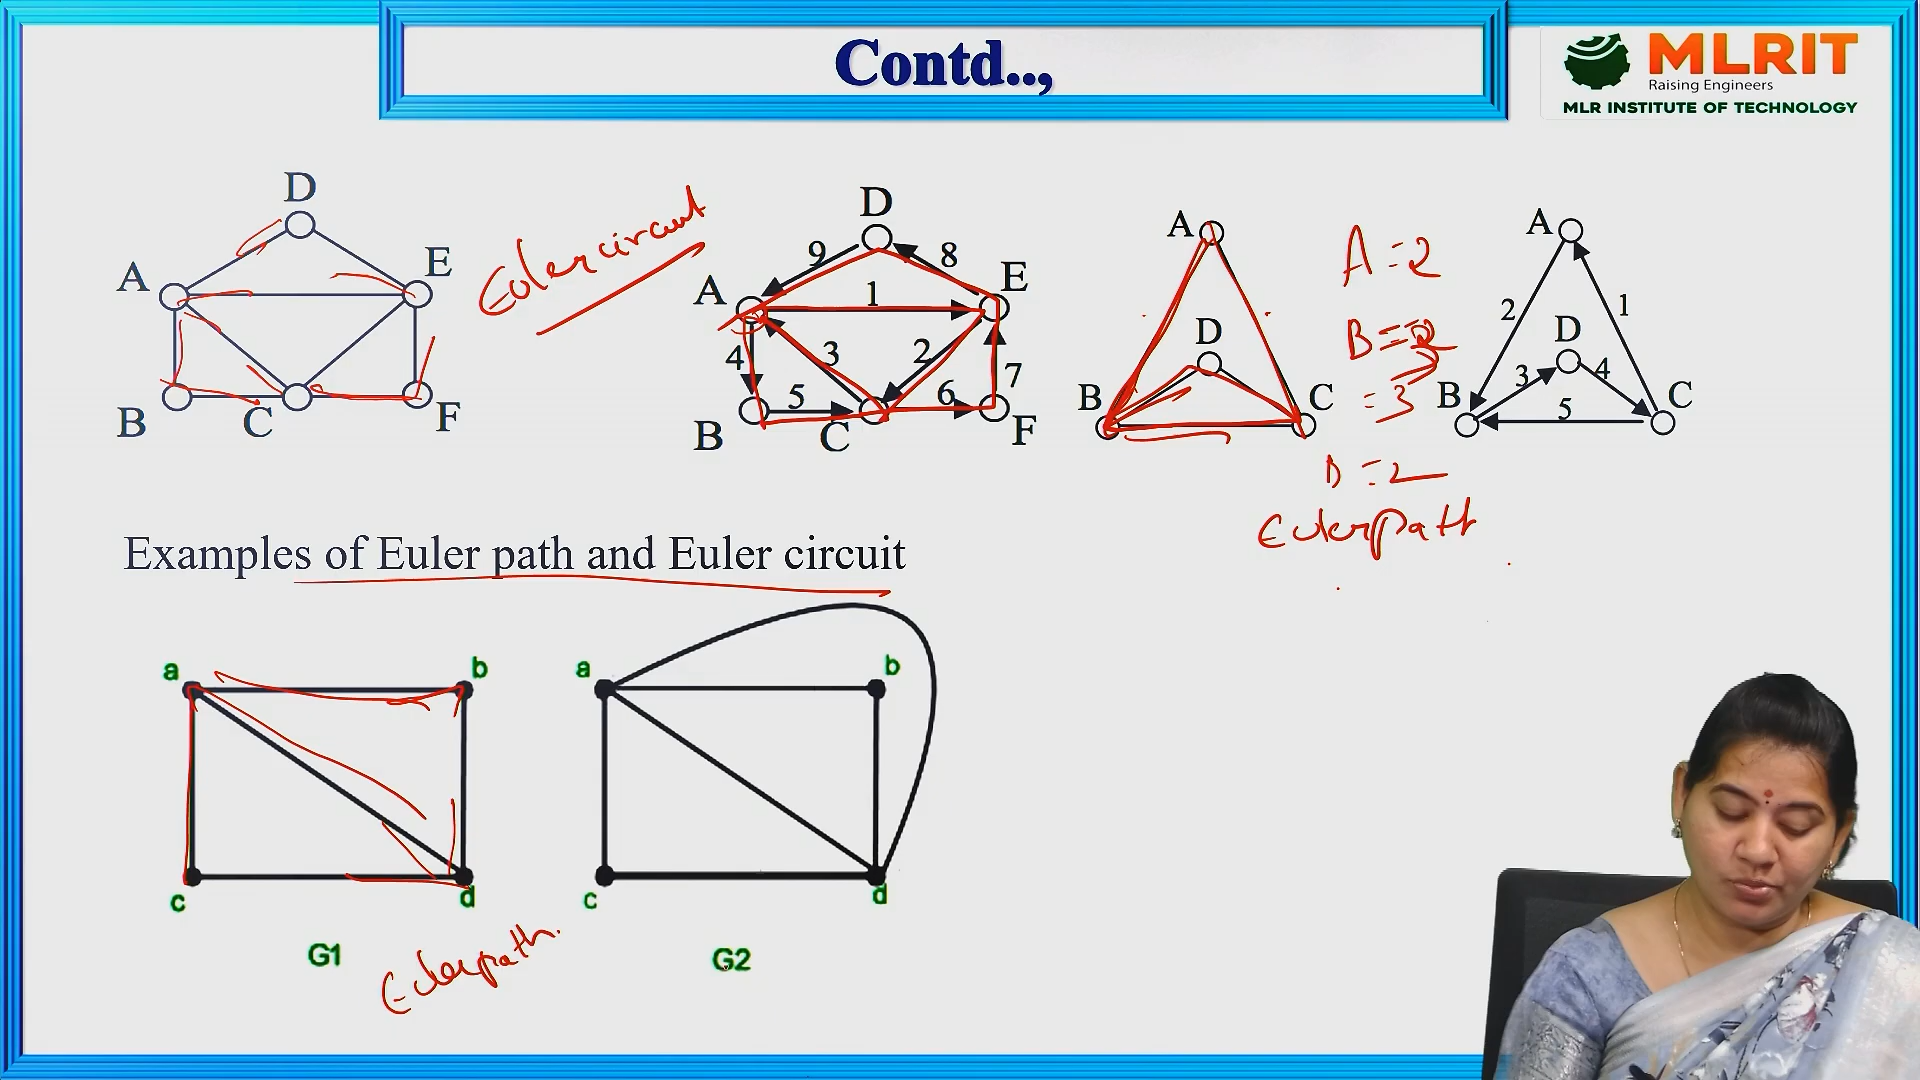 Contd..,
MLRIT
Raising Engineers
MLR INSTITUTE OF TECHNOLOGY
D
A
E
B
C
F
Euler circuit
D
9
8
A
E
1
4
3
2
7
5
6
B
C
F
A
D
B
C
A = 2
B = 2
= 3
D = 2
Euler path
A
2
1
D
3
4
B
C
5
Examples of Euler path and Euler circuit
a
b
c
d
G1
Euler path.
a
b
c
d
G2